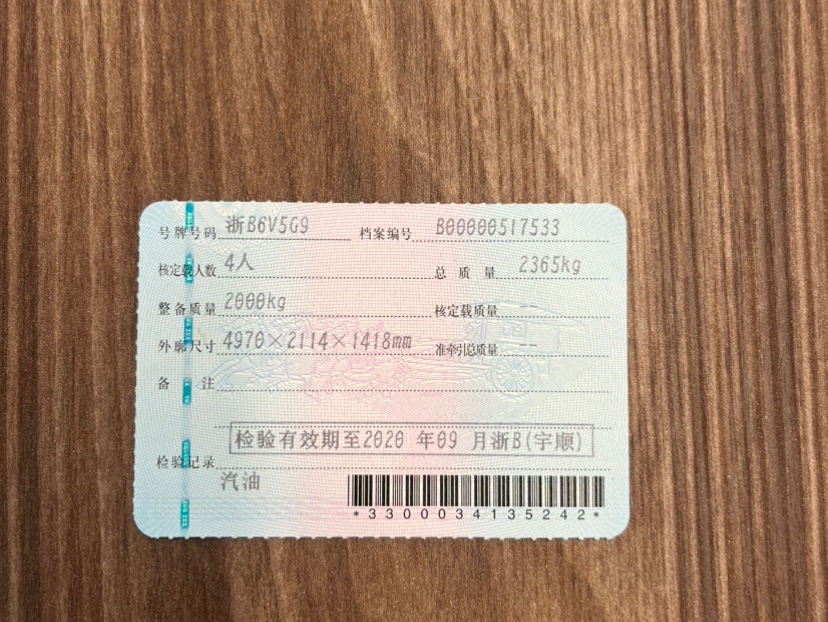 号牌号码 浙B6V5G9 档案编号 B00000517533
核定载人数 4人 总质量 2365kg
整备质量 2000kg 核定载质量 --
外廓尺寸 4970×2114×1418mm 准牵引总质量 --
备注
检验有效期至2020 年09 月浙B(宇顺)
检验记录
汽油
*3300034135242*